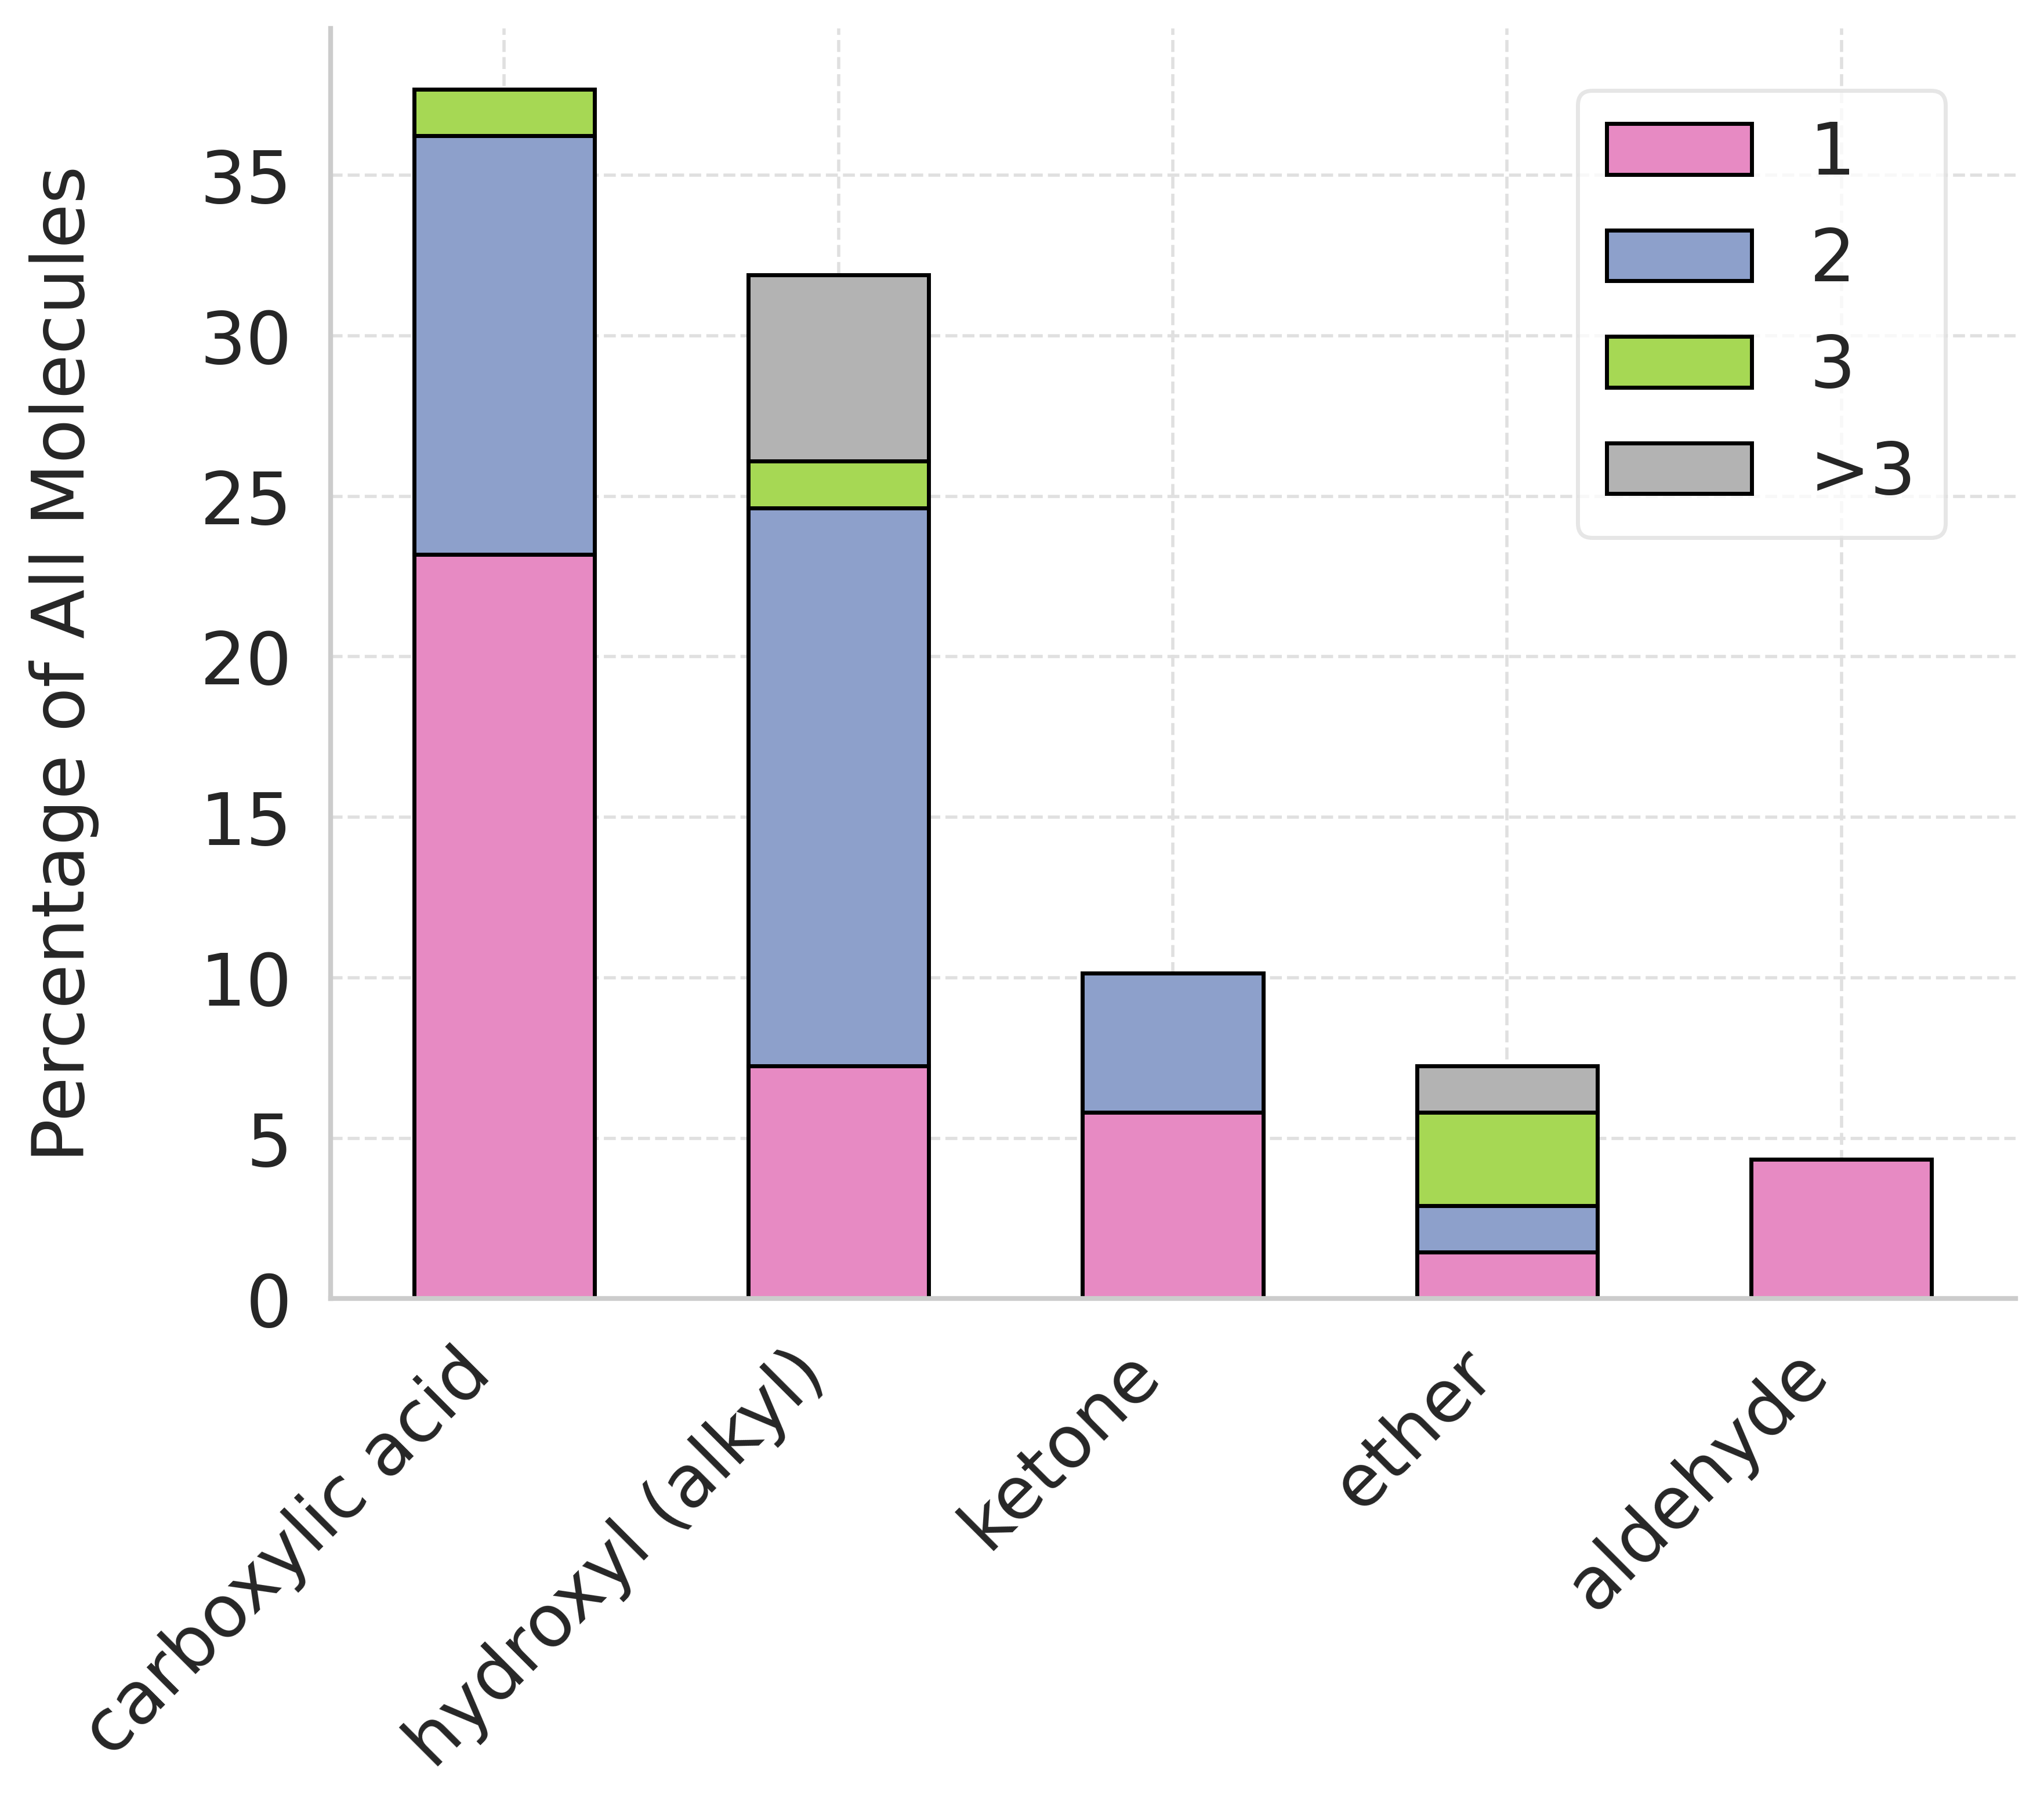 Percentage of All Molecules
35
30
25
20
15
10
5
0
1
2
3
>3
carboxylic acid
hydroxyl (alkyl)
ketone
ether
aldehyde